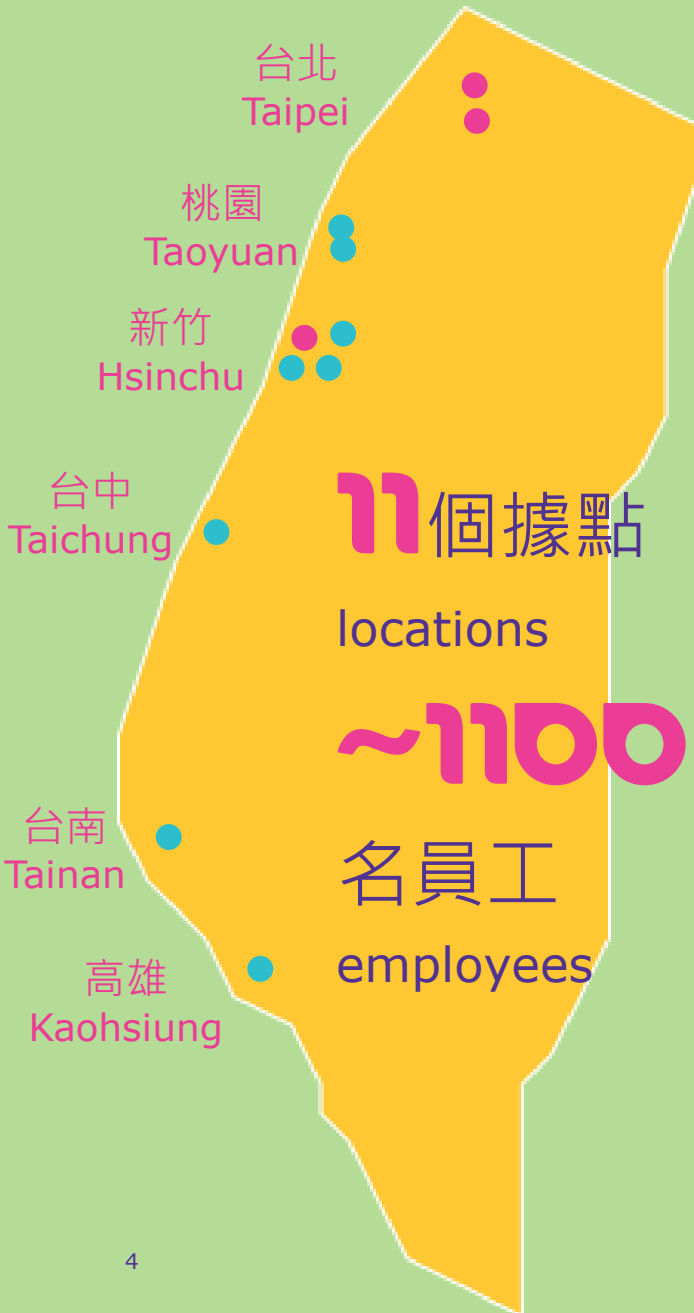 台北
Taipei
桃園
Taoyuan
新竹
Hsinchu
台中
Taichung
11個據點
locations
~1100
名員工
employees
台南
Tainan
高雄
Kaohsiung
4